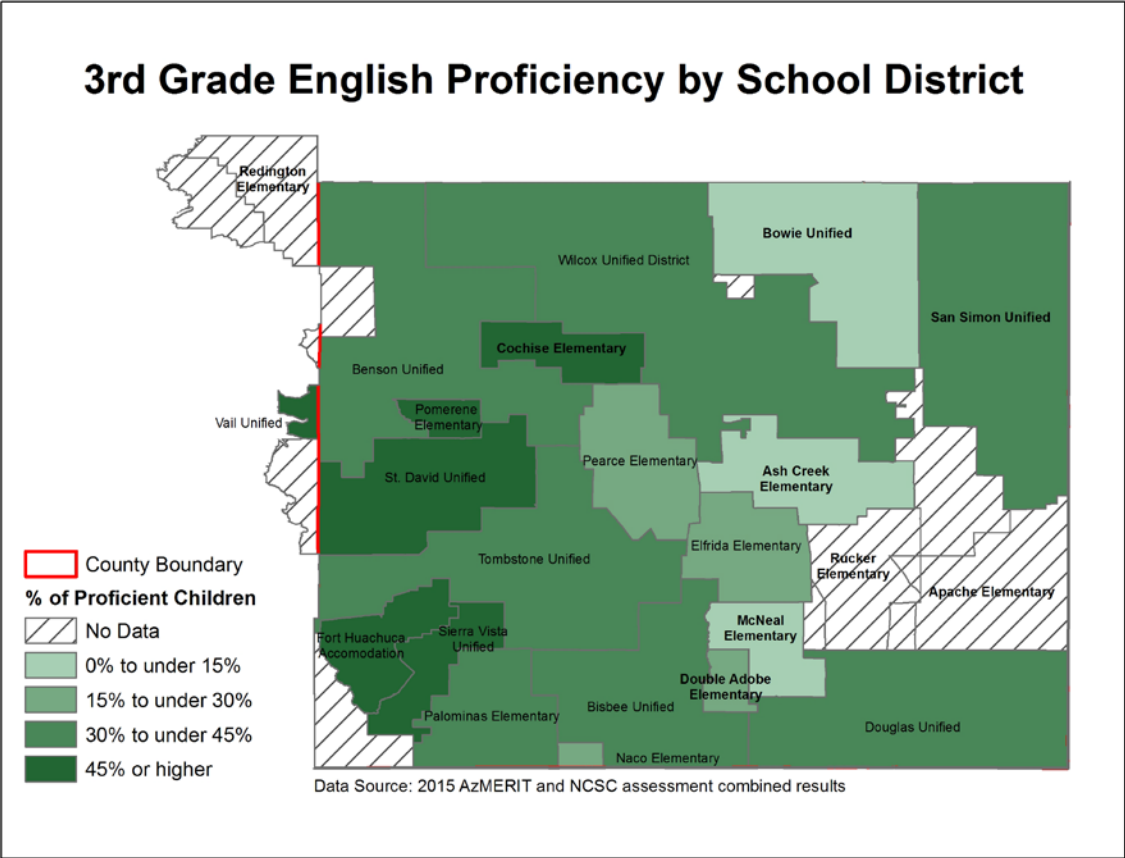 3rd Grade English Proficiency by School District
Redington
Elementary
Bowie Unified
Wilcox Unified District
San Simon Unified
Cochise Elementary
Benson Unified
Pomerene
Elementary
Vail Unified
Pearce Elementary
Ash Creek
Elementary
St. David Unified
Elfrida Elementary
Tombstone Unified
Rucker
Elementary
Apache Elementary
McNeal
Elementary
Fort Huachuca
Accomodation
Sierra Vista
Unified
Double Adobe
Elementary
Bisbee Unified
Palominas Elementary
Douglas Unified
Naco Elementary
County Boundary
% of Proficient Children
No Data
0% to under 15%
15% to under 30%
30% to under 45%
45% or higher
Data Source: 2015 AzMERIT and NCSC assessment combined results